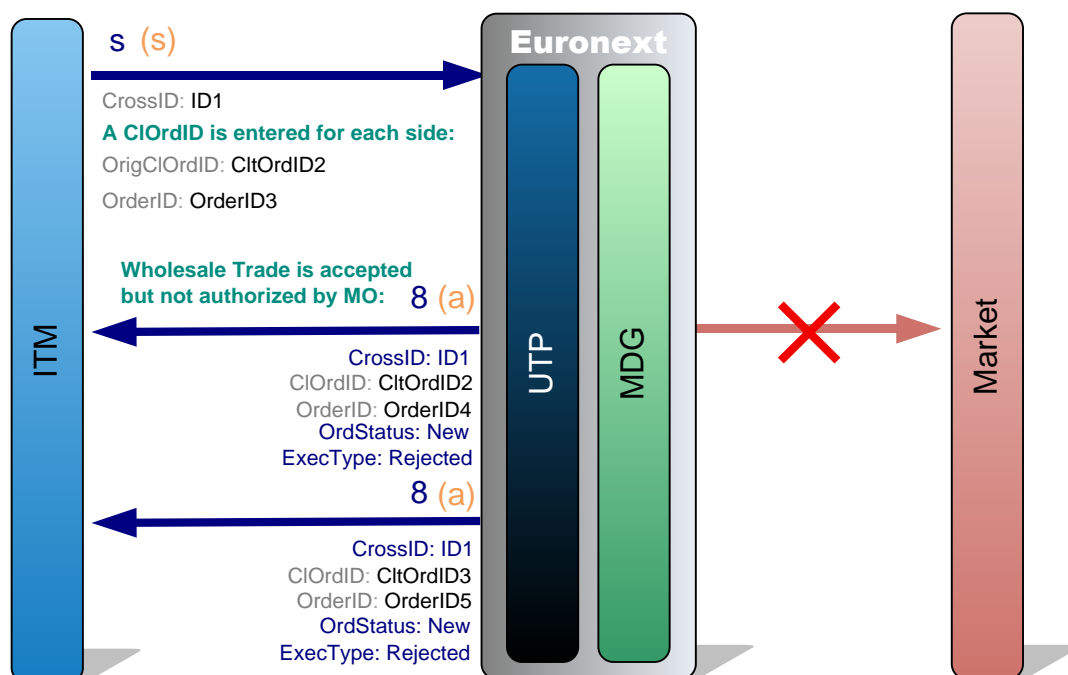 s (s)
Euronext
CrossID: ID1
A ClOrdID is entered for each side:
OrigClOrdID: CltOrdID2
OrderID: OrderID3
Wholesale Trade is accepted
but not authorized by MO:
8 (a)
CrossID: ID1
ClOrdID: CltOrdID2
OrderID: OrderID4
OrdStatus: New
ExecType: Rejected
8 (a)
CrossID: ID1
ClOrdID: CltOrdID3
OrderID: OrderID5
OrdStatus: New
ExecType: Rejected
ITM
UTP
MDG
Market